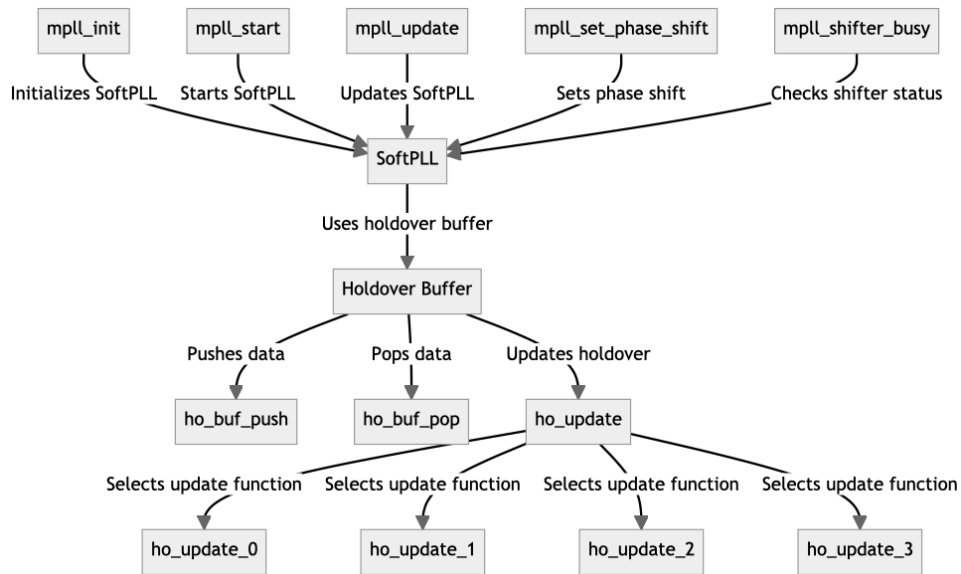 mpll_init
mpll_start
mpll_update
mpll_set_phase_shift
mpll_shifter_busy
Initializes SoftPLL
Starts SoftPLL
Updates SoftPLL
Sets phase shift
Checks shifter status
SoftPLL
Uses holdover buffer
Holdover Buffer
Pushes data
Pops data
Updates holdover
ho_buf_push
ho_buf_pop
ho_update
Selects update function
Selects update function
Selects update function
Selects update function
ho_update_0
ho_update_1
ho_update_2
ho_update_3